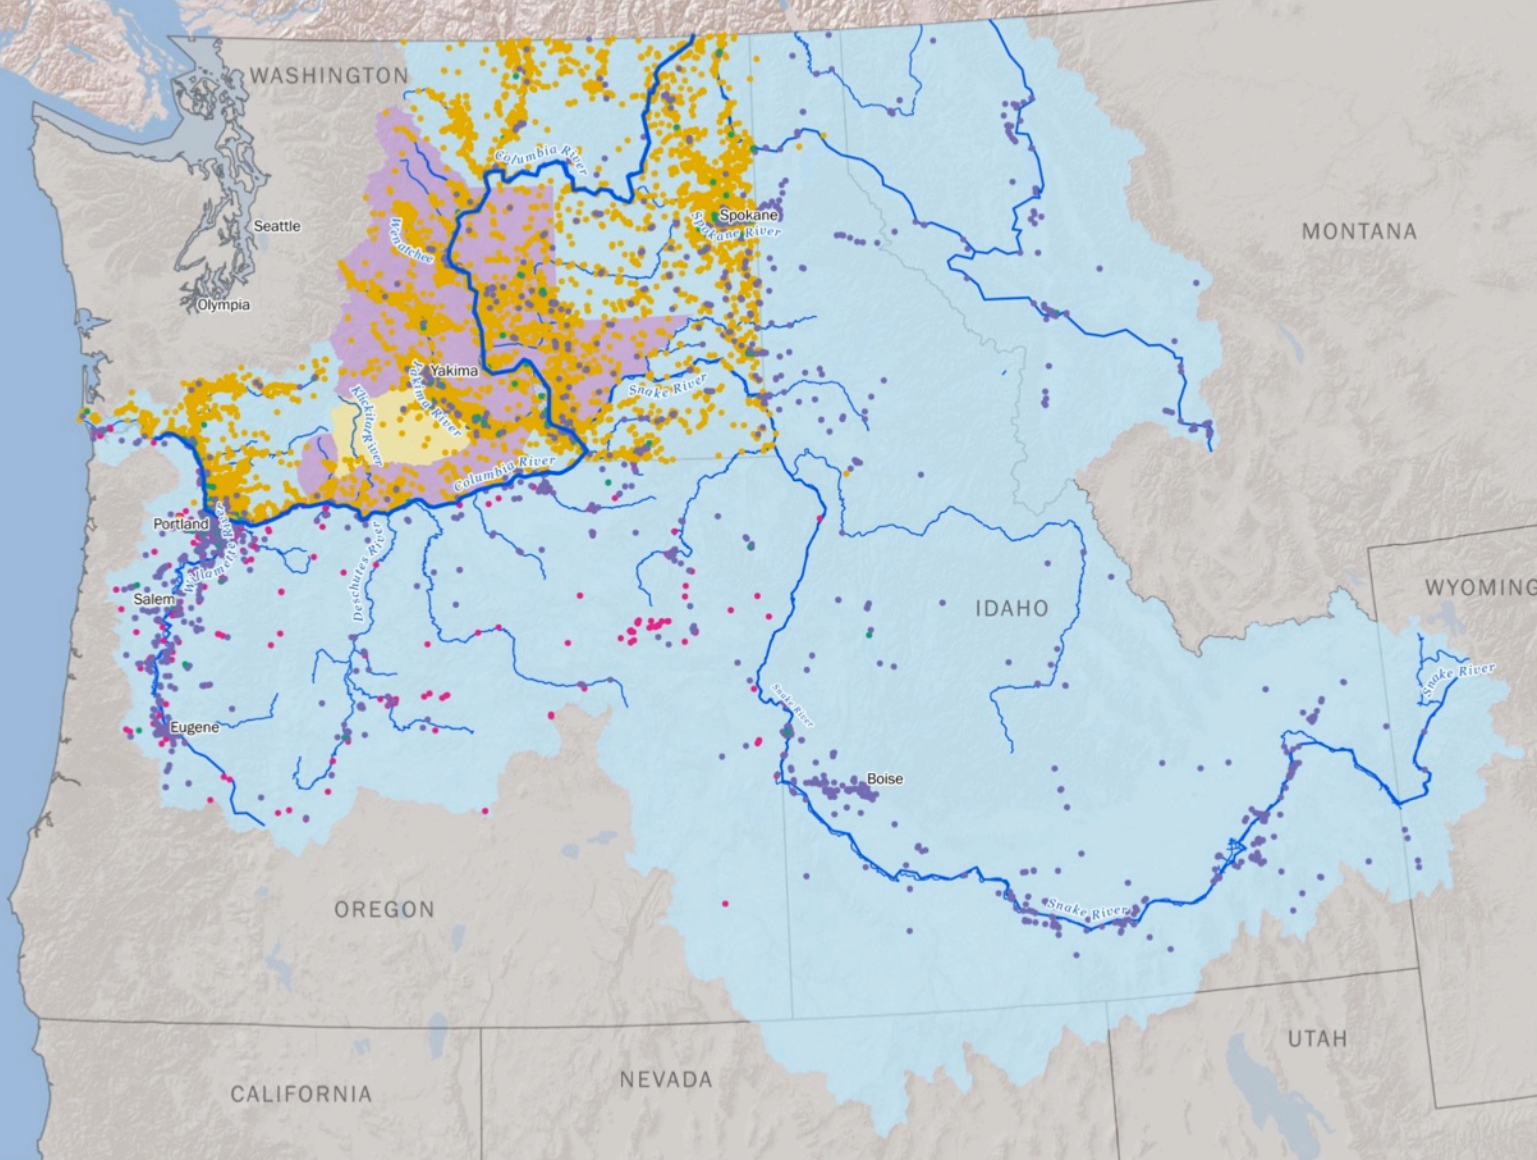 WASHINGTON
Columbia River
Seattle
Spokane
Spokane River
MONTANA
Wenatchee
Olympia
Yakima
Yakima River
Klickitat River
Snake River
Columbia River
Portland
Willamette River
Deschutes River
Salem
IDAHO
WYOMING
Snake River
Snake River
Eugene
Boise
Snake River
OREGON
UTAH
NEVADA
CALIFORNIA